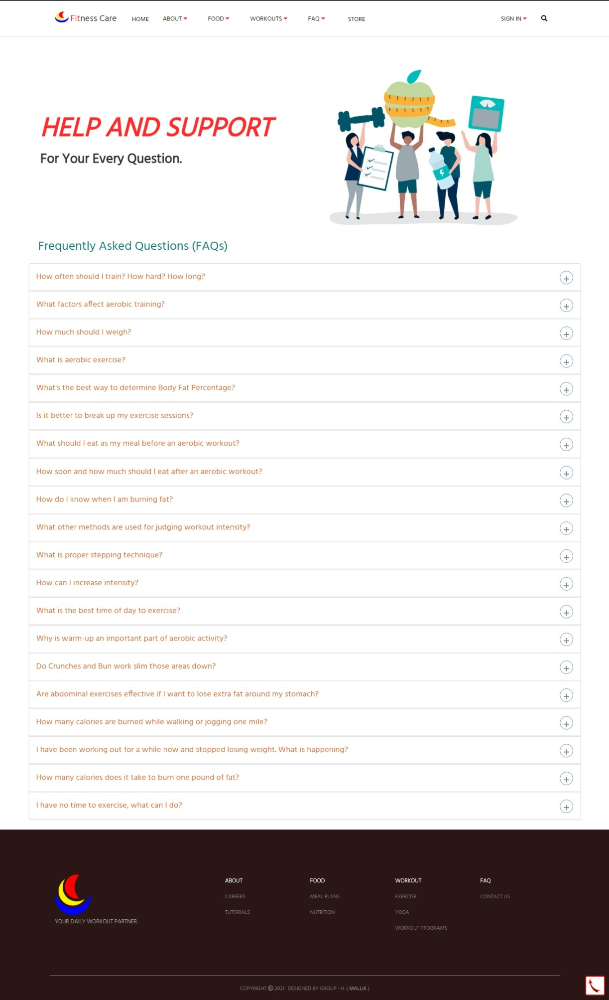 Fitness Care HOME ABOUT FOOD WORKOUTS FAQ STORE SIGN IN
HELP AND SUPPORT
For Your Every Question.
Frequently Asked Questions (FAQs)
How often should I train? How hard? How long?
What factors affect aerobic training?
How much should I weigh?
What is aerobic exercise?
What's the best way to determine Body Fat Percentage?
Is it better to break up my exercise sessions?
What should I eat as my meal before an aerobic workout?
How soon and how much should I eat after an aerobic workout?
How do I know when I am burning fat?
What other methods are used for judging workout intensity?
What is proper stepping technique?
How can I increase intensity?
What is the best time of day to exercise?
Why is warm-up an important part of aerobic activity?
Do Crunches and Bun work slim those areas down?
Are abdominal exercises effective if I want to lose extra fat around my stomach?
How many calories are burned while walking or jogging one mile?
I have been working out for a while now and stopped losing weight. What is happening?
How many calories does it take to burn one pound of fat?
I have no time to exercise, what can I do?
YOUR DAILY WORKOUT PARTNER.
ABOUT
CAREERS
TUTORIALS
FOOD
MEAL PLANS
NUTRITION
WORKOUT
EXERCISE
YOGA
WORKOUT PROGRAMS
FAQ
CONTACT US
COPYRIGHT © 2021 . DESIGNED BY GROUP - H .( MALLIK )